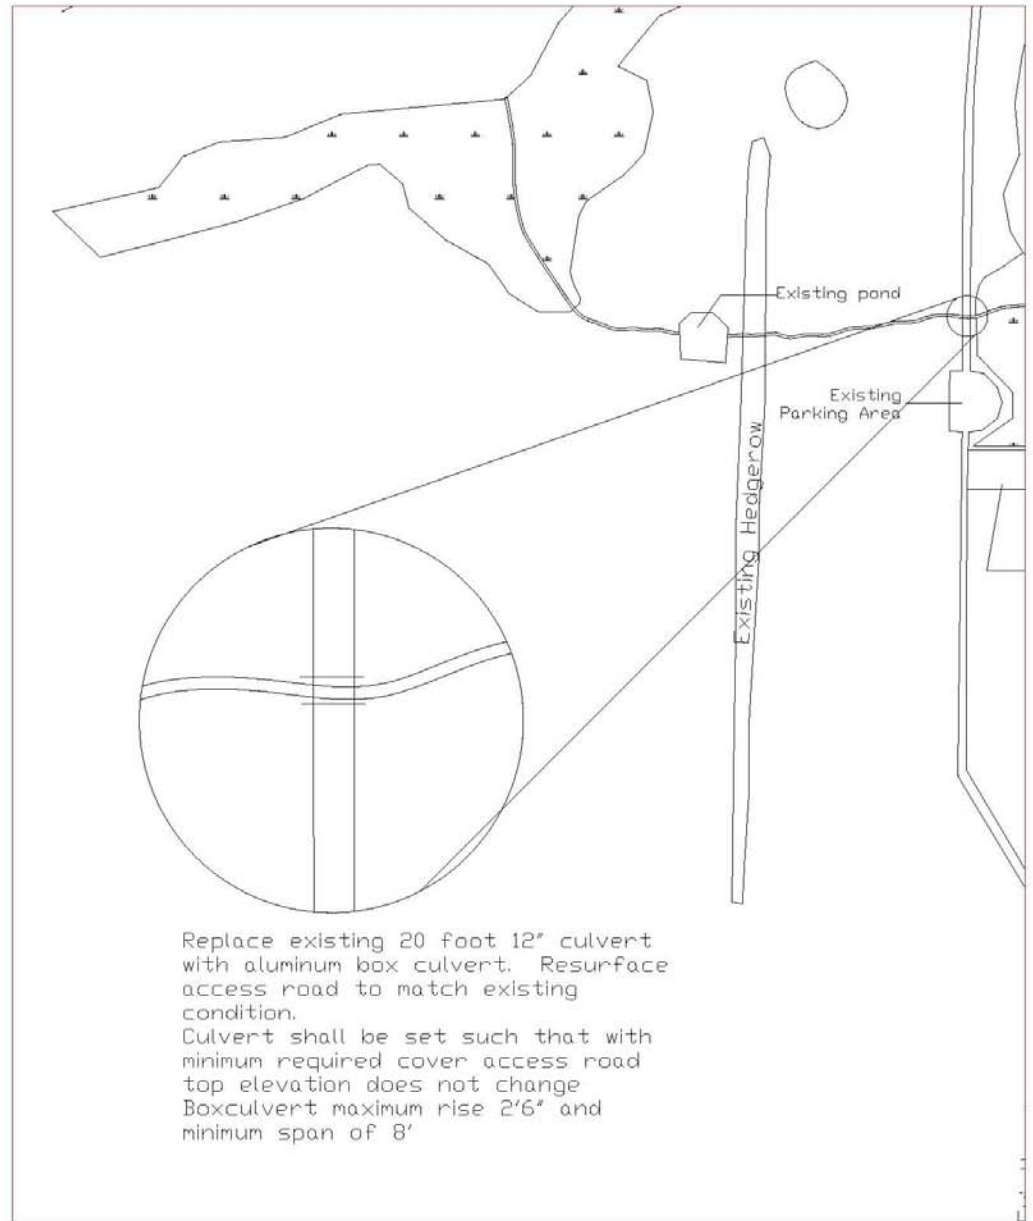 Existing pond
Existing
Parking Area
Existing Hedgerow
Replace existing 20 foot 12" culvert
with aluminum box culvert. Resurface
access road to match existing
condition.
Culvert shall be set such that with
minimum required cover access road
top elevation does not change
Boxculvert maximum rise 2'6" and
minimum span of 8'